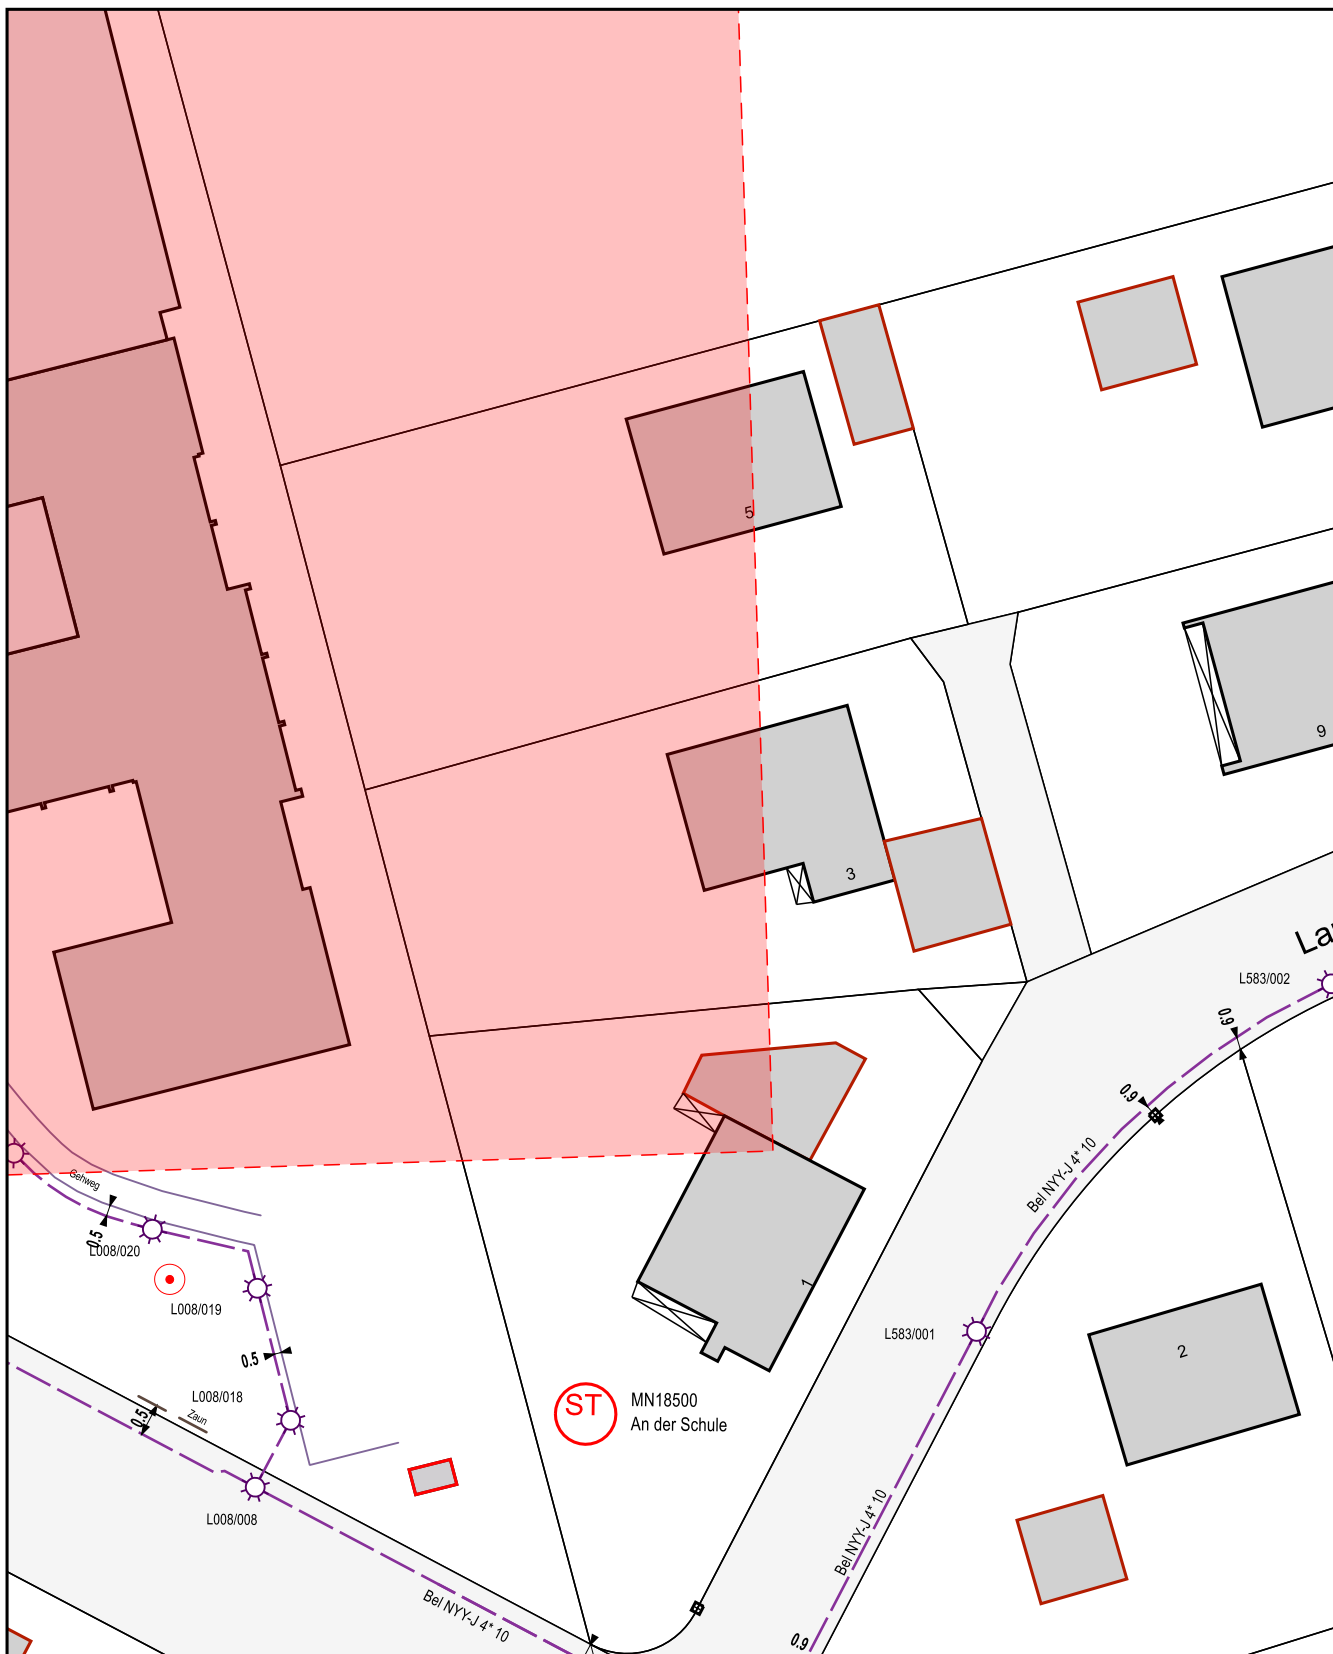 5
9
3
La
L583/002
0.9
0.9
Bel NYY-J 4* 10
Gehweg
0.5
L008/020
L008/019
1
L583/001
0.5
2
L008/018
ST
MN18500
An der Schule
0.5
Zaun
L008/008
Bel NYY-J 4* 10
Bel NYY-J 4* 10
0.9